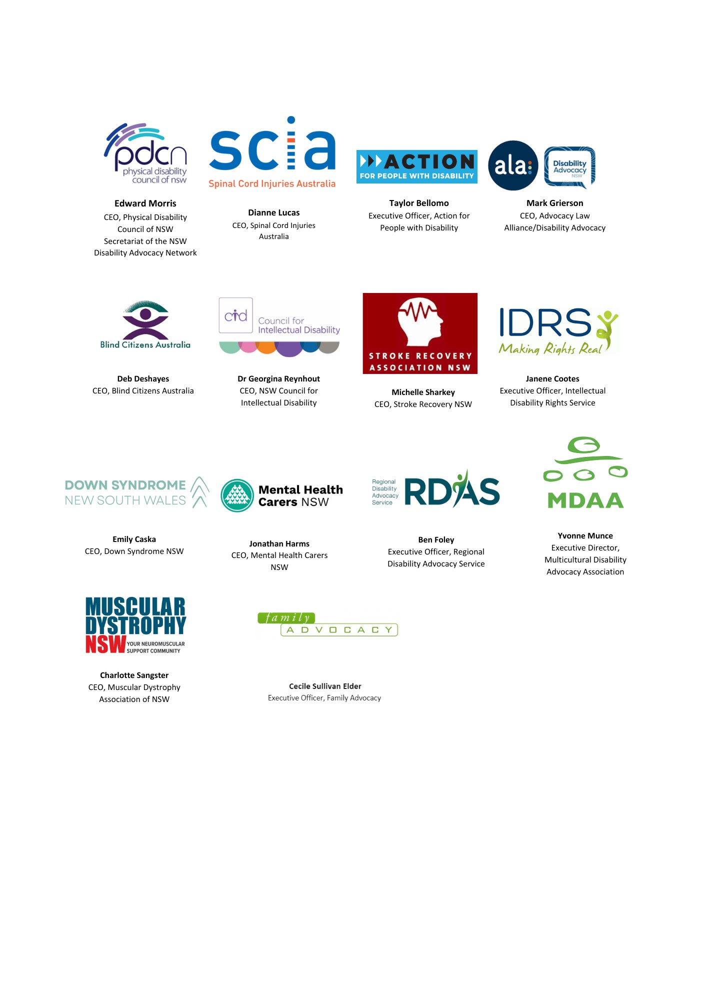 pdcn
physical disability
council of nsw
Edward Morris
CEO, Physical Disability
Council of NSW
Secretariat of the NSW
Disability Advocacy Network
scia
Spinal Cord Injuries Australia
Dianne Lucas
CEO, Spinal Cord Injuries
Australia
ACTION
FOR PEOPLE WITH DISABILITY
Taylor Bellomo
Executive Officer, Action for
People with Disability
ala:
Disability
Advocacy
NSW
Mark Grierson
CEO, Advocacy Law
Alliance/Disability Advocacy
Blind Citizens Australia
Deb Deshayes
CEO, Blind Citizens Australia
cid
Council for
Intellectual Disability
Dr Georgina Reynhout
CEO, NSW Council for
Intellectual Disability
STROKE RECOVERY
ASSOCIATION NSW
Michelle Sharkey
CEO, Stroke Recovery NSW
IDRS
Making Rights Real
Janene Cootes
Executive Officer, Intellectual
Disability Rights Service
DOWN SYNDROME
NEW SOUTH WALES
Emily Caska
CEO, Down Syndrome NSW
Mental Health
Carers NSW
Jonathan Harms
CEO, Mental Health Carers
NSW
Regional
Disability
Advocacy
Service
RDAS
Ben Foley
Executive Officer, Regional
Disability Advocacy Service
MDAA
Yvonne Munce
Executive Director,
Multicultural Disability
Advocacy Association
MUSCULAR
DYSTROPHY
NSW YOUR NEUROMUSCULAR
SUPPORT COMMUNITY
Charlotte Sangster
CEO, Muscular Dystrophy
Association of NSW
family
ADVOCACY
Cecile Sullivan Elder
Executive Officer, Family Advocacy